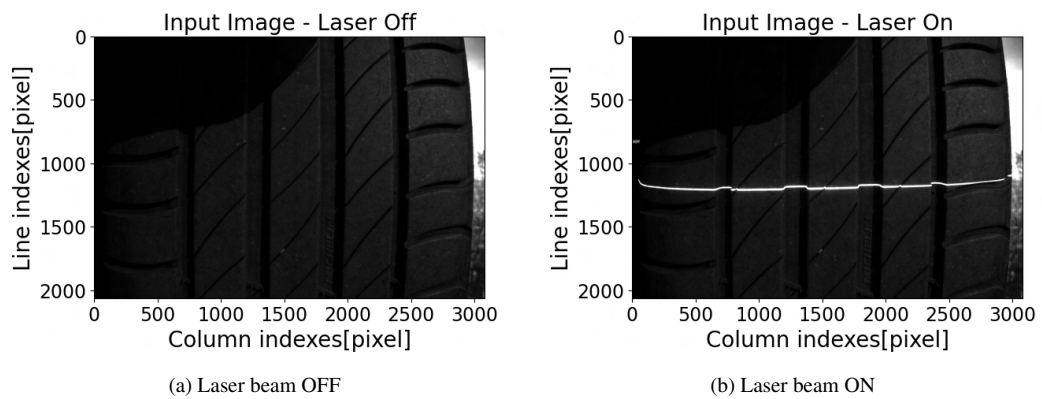 Input Image - Laser Off
0
500
1000
1500
2000
Line indexes[pixel]
0 500 1000 1500 2000 2500 3000
Column indexes[pixel]
(a) Laser beam OFF
Input Image - Laser On
0
500
1000
1500
2000
Line indexes[pixel]
0 500 1000 1500 2000 2500 3000
Column indexes[pixel]
(b) Laser beam ON